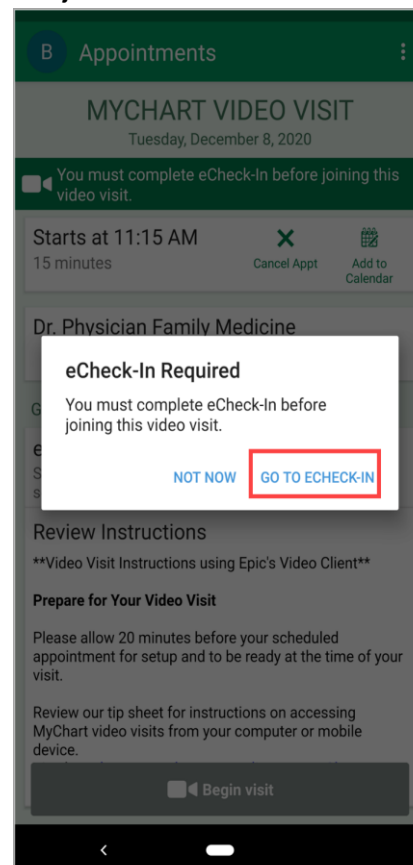 B Appointments
MYCHART VIDEO VISIT
Tuesday, December 8, 2020
You must complete eCheck-In before joining this
video visit.
Starts at 11:15 AM
15 minutes
Cancel Appt
Add to
Calendar
Dr. Physician Family Medicine
eCheck-In Required
You must complete eCheck-In before
joining this video visit.
NOT NOW
GO TO ECHECK-IN
Review Instructions
**Video Visit Instructions using Epic's Video Client**
Prepare for Your Video Visit
Please allow 20 minutes before your scheduled
appointment for setup and to be ready at the time of your
visit.
Review our tip sheet for instructions on accessing
MyChart video visits from your computer or mobile
device.
Begin visit